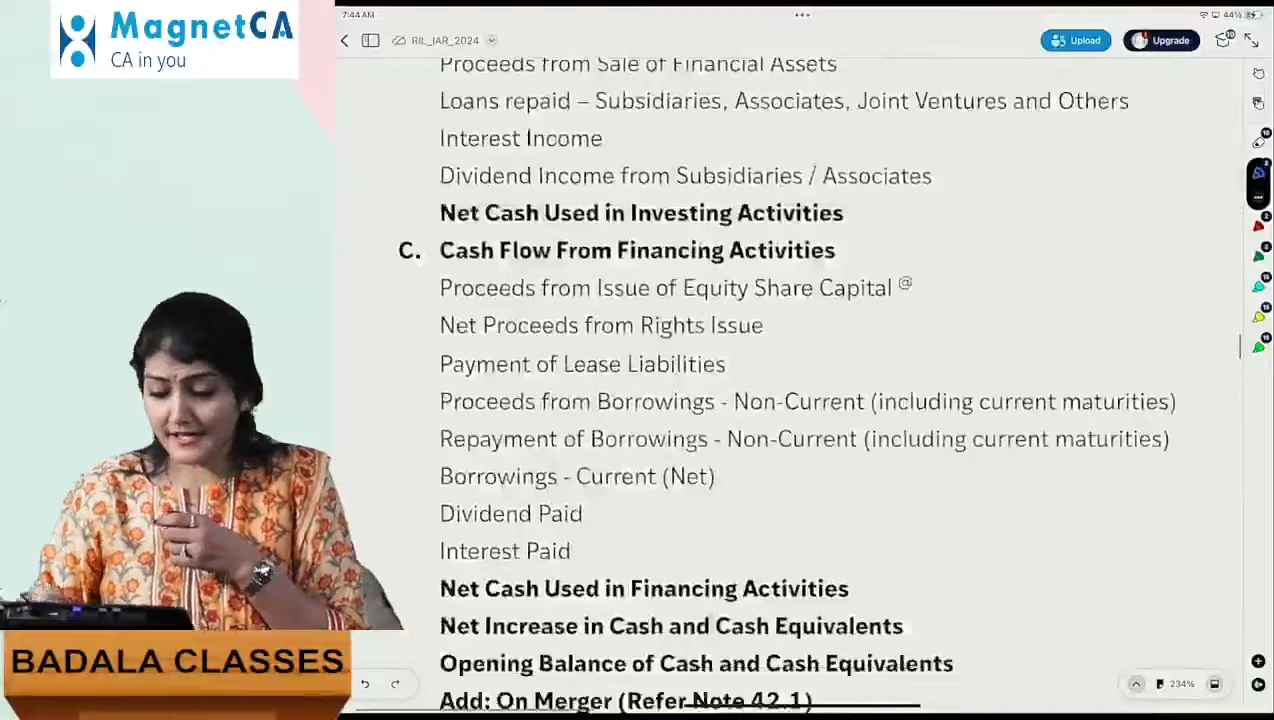 MagnetCA
CA in you
7:44 AM
44%
RIL_IAR_2024
Upload
Upgrade
Proceeds from Sale of Financial Assets
Loans repaid – Subsidiaries, Associates, Joint Ventures and Others
Interest Income
Dividend Income from Subsidiaries / Associates
Net Cash Used in Investing Activities
C. Cash Flow From Financing Activities
Proceeds from Issue of Equity Share Capital @
Net Proceeds from Rights Issue
Payment of Lease Liabilities
Proceeds from Borrowings - Non-Current (including current maturities)
Repayment of Borrowings - Non-Current (including current maturities)
Borrowings - Current (Net)
Dividend Paid
Interest Paid
Net Cash Used in Financing Activities
Net Increase in Cash and Cash Equivalents
Opening Balance of Cash and Cash Equivalents
Add: On Merger (Refer Note 42.1)
234%
BADALA CLASSES